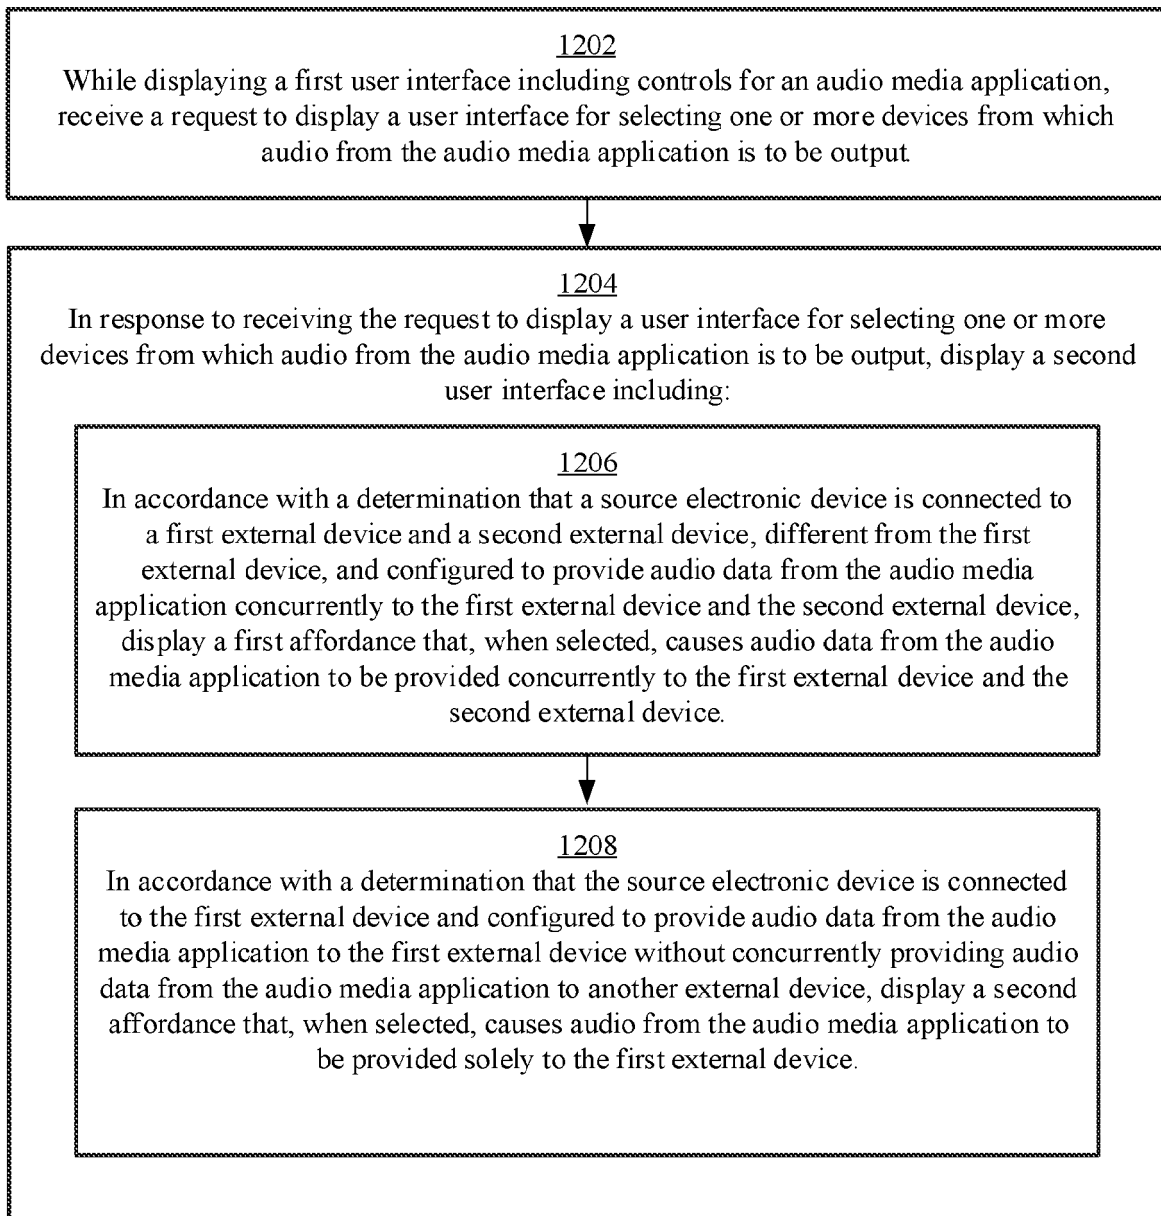 1202
While displaying a first user interface including controls for an audio media application,
receive a request to display a user interface for selecting one or more devices from which
audio from the audio media application is to be output.
1204
In response to receiving the request to display a user interface for selecting one or more
devices from which audio from the audio media application is to be output, display a second
user interface including:
1206
In accordance with a determination that a source electronic device is connected to
a first external device and a second external device, different from the first
external device, and configured to provide audio data from the audio media
application concurrently to the first external device and the second external device,
display a first affordance that, when selected, causes audio data from the audio
media application to be provided concurrently to the first external device and the
second external device.
1208
In accordance with a determination that the source electronic device is connected
to the first external device and configured to provide audio data from the audio
media application to the first external device without concurrently providing audio
data from the audio media application to another external device, display a second
affordance that, when selected, causes audio from the audio media application to
be provided solely to the first external device.